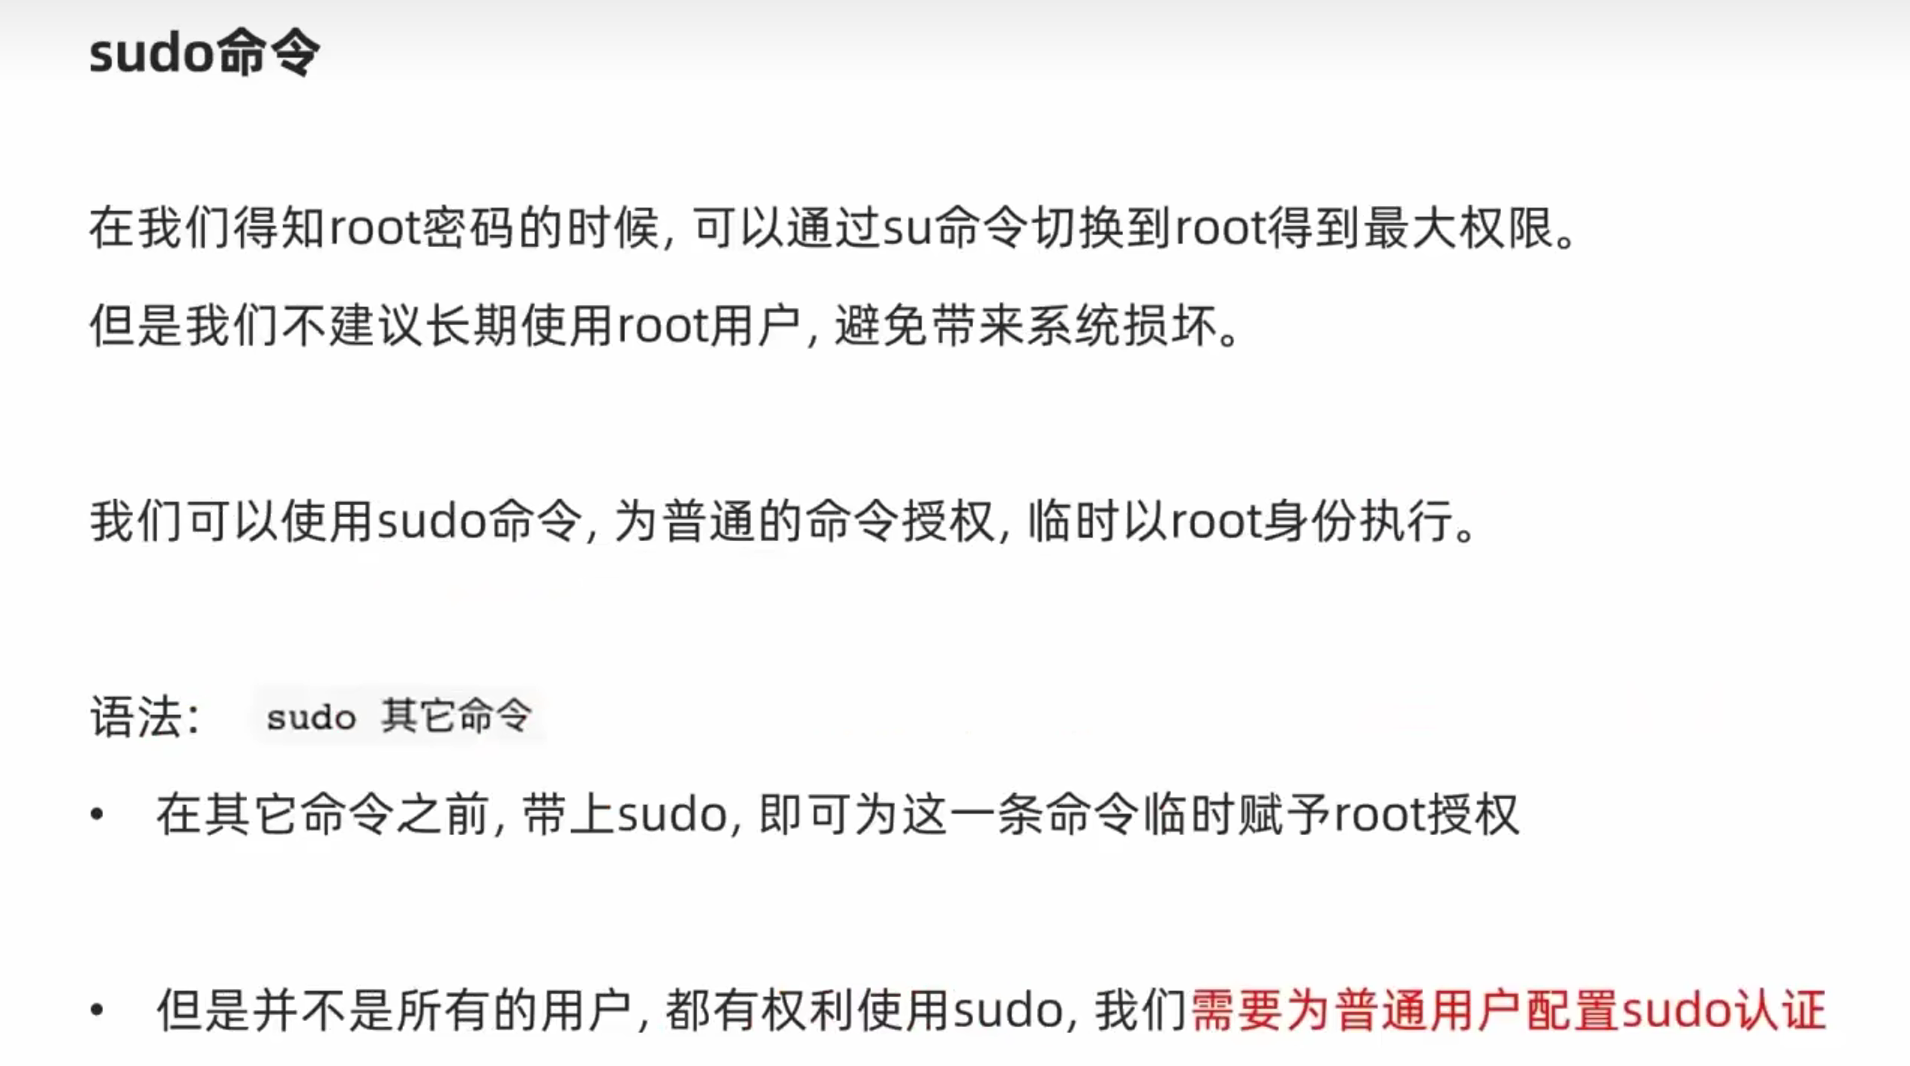 sudo命令
在我们得知root密码的时候, 可以通过su命令切换到root得到最大权限。
但是我们不建议长期使用root用户, 避免带来系统损坏。
我们可以使用sudo命令, 为普通的命令授权, 临时以root身份执行。
语法: sudo 其它命令
• 在其它命令之前, 带上sudo, 即可为这一条命令临时赋予root授权
• 但是并不是所有的用户, 都有权利使用sudo, 我们需要为普通用户配置sudo认证